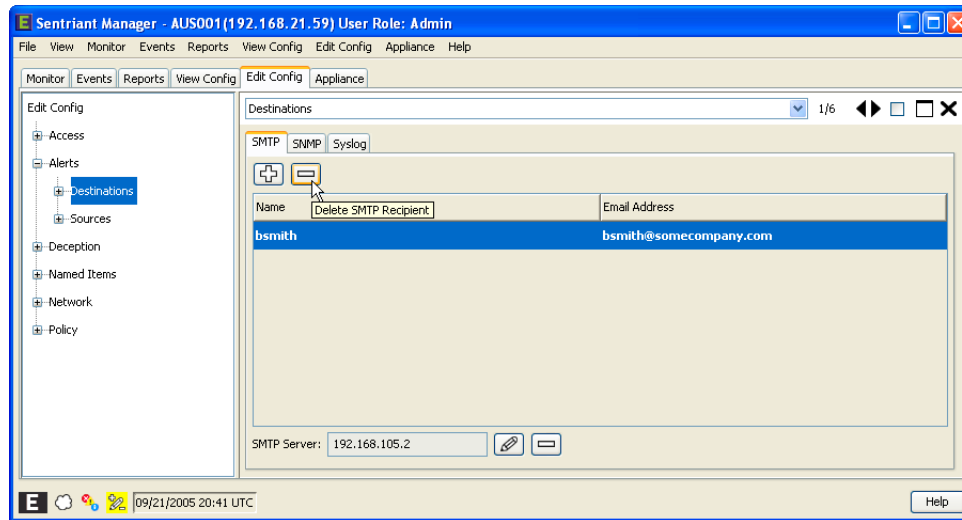 E Sentriant Manager - AUS001(192.168.21.59) User Role: Admin
File View Monitor Events Reports View Config Edit Config Appliance Help
Monitor Events Reports View Config Edit Config Appliance
Edit Config
Access
Alerts
Destinations
Sources
Deception
Named Items
Network
Policy
Destinations 1/6
SMTP SNMP Syslog
Name Email Address
Delete SMTP Recipient
bsmith bsmith@somecompany.com
SMTP Server: 192.168.105.2
E 09/21/2005 20:41 UTC Help